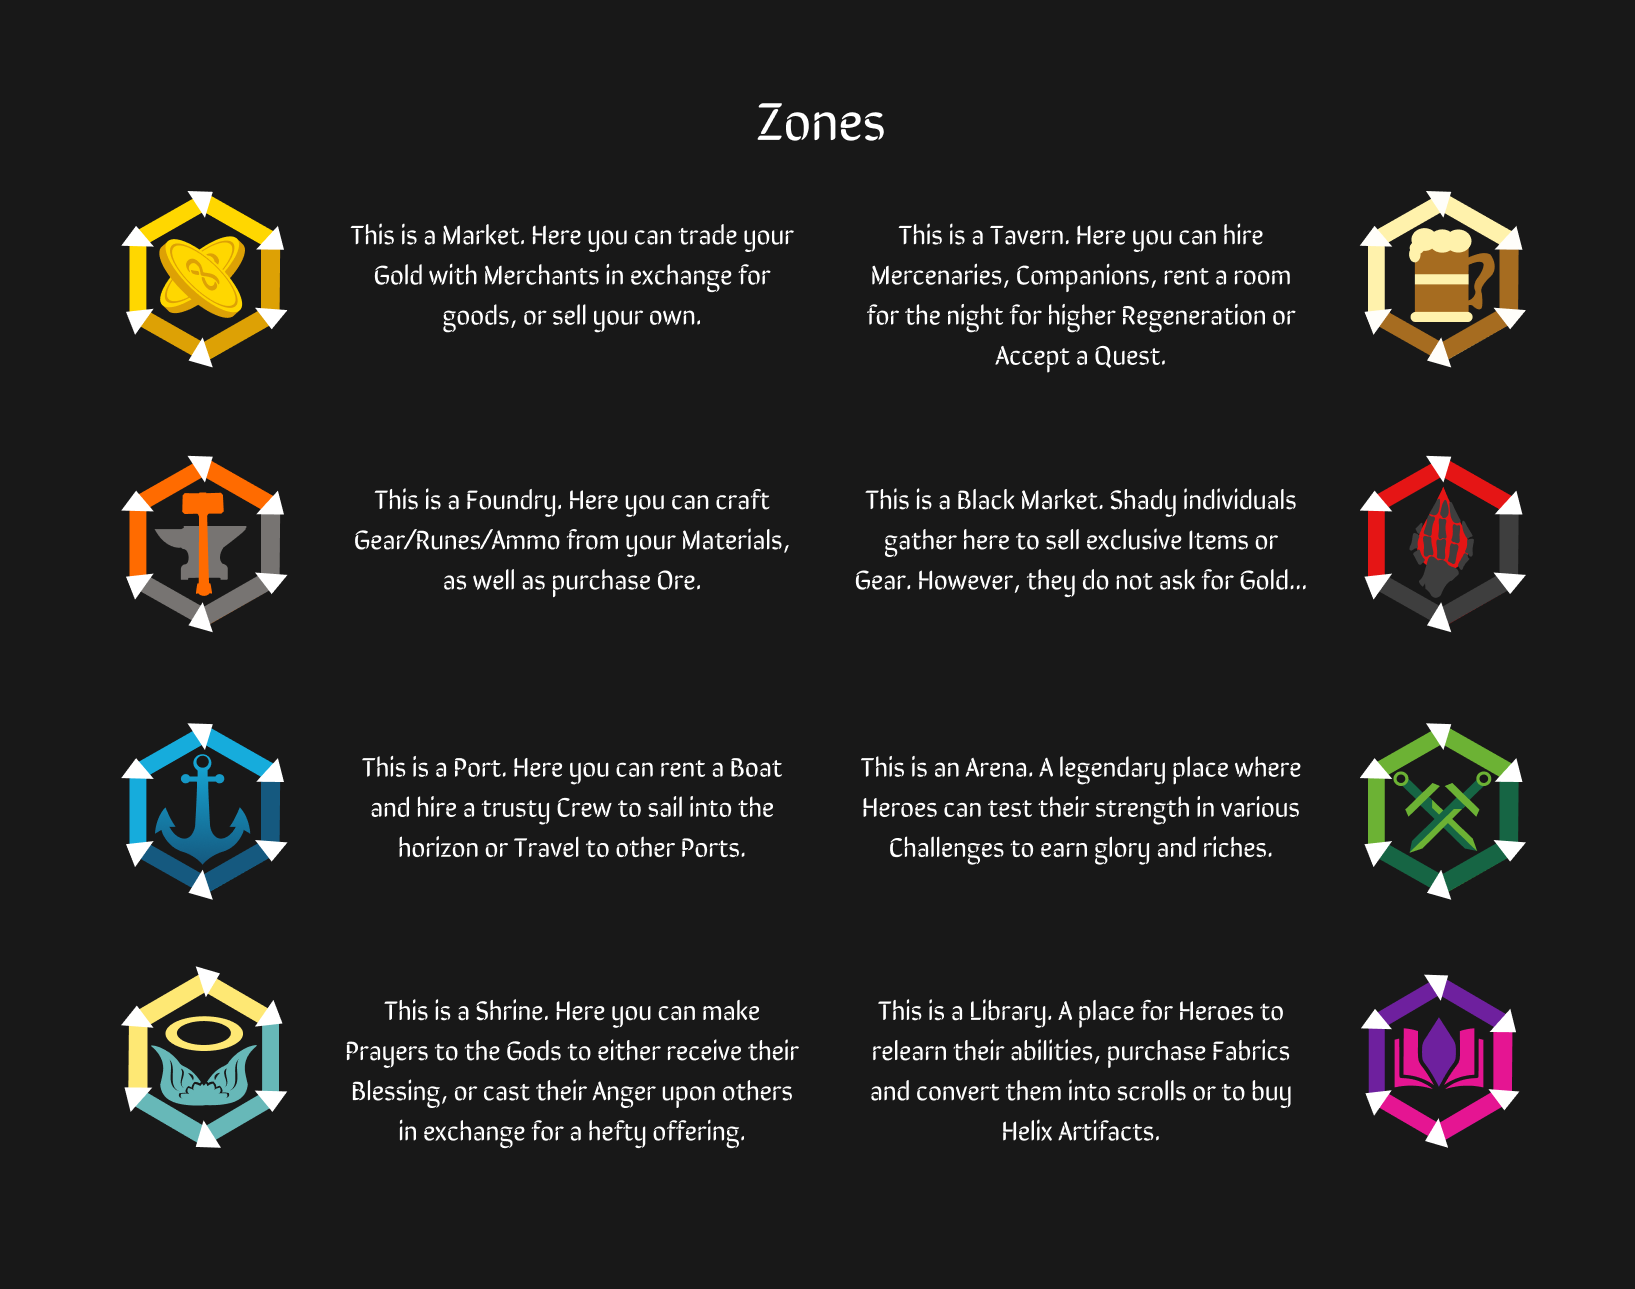 Zones
This is a Market. Here you can trade your
Gold with Merchants in exchange for
goods, or sell your own.
This is a Tavern. Here you can hire
Mercenaries, Companions, rent a room
for the night for higher Regeneration or
Accept a Quest.
This is a Foundry. Here you can craft
Gear/Runes/Ammo from your Materials,
as well as purchase Ore.
This is a Black Market. Shady individuals
gather here to sell exclusive Items or
Gear. However, they do not ask for Gold...
This is a Port. Here you can rent a Boat
and hire a trusty Crew to sail into the
horizon or Travel to other Ports.
This is an Arena. A legendary place where
Heroes can test their strength in various
Challenges to earn glory and riches.
This is a Shrine. Here you can make
Prayers to the Gods to either receive their
Blessing, or cast their Anger upon others
in exchange for a hefty offering.
This is a Library. A place for Heroes to
relearn their abilities, purchase Fabrics
and convert them into scrolls or to buy
Helix Artifacts.